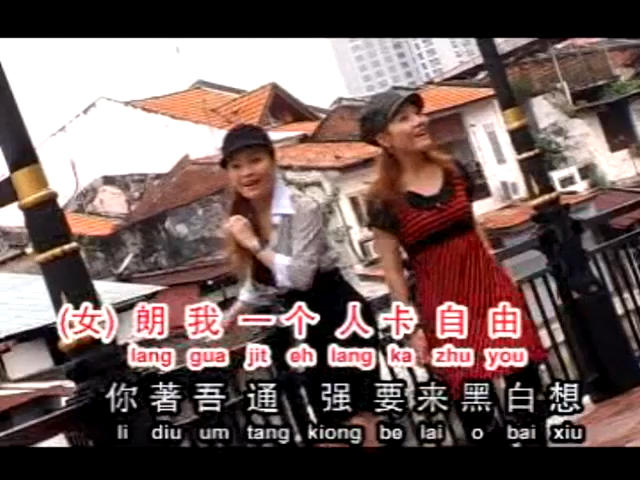 (女) 朗 我 一 个 人 卡 自 由
lang gua jit eh lang ka zhu you
你 著 吾 通 强 要 来 黑 白 想
li diu um tang kiong be lai o bai xiu